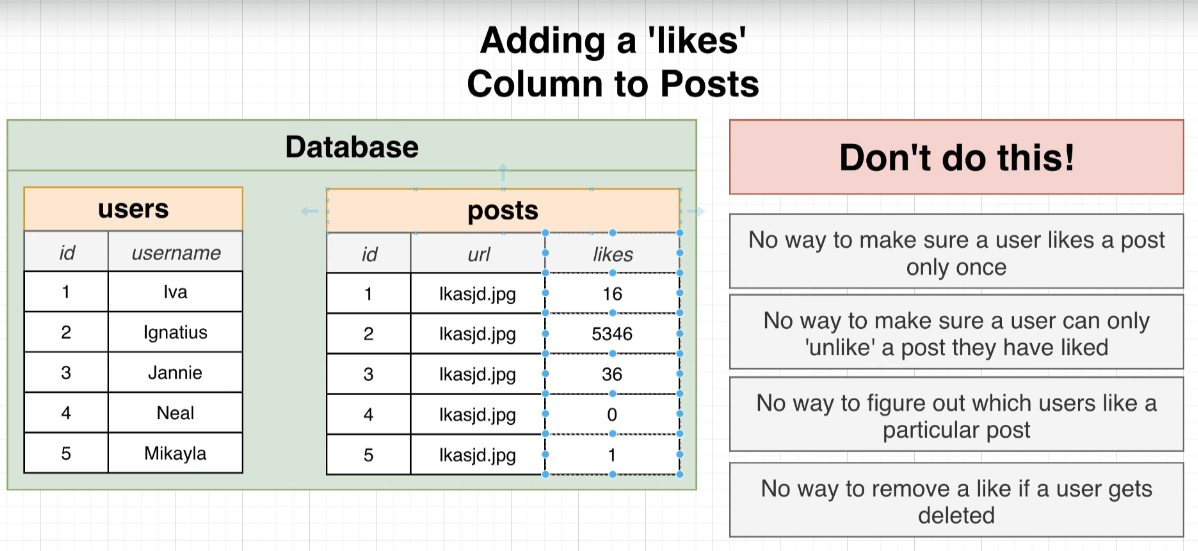 Adding a 'likes'
Column to Posts
Database
users
id username
1 Iva
2 Ignatius
3 Jannie
4 Neal
5 Mikayla
posts
id url likes
1 lkasjd.jpg 16
2 lkasjd.jpg 5346
3 lkasjd.jpg 36
4 lkasjd.jpg 0
5 lkasjd.jpg 1
Don't do this!
No way to make sure a user likes a post
only once
No way to make sure a user can only
'unlike' a post they have liked
No way to figure out which users like a
particular post
No way to remove a like if a user gets
deleted